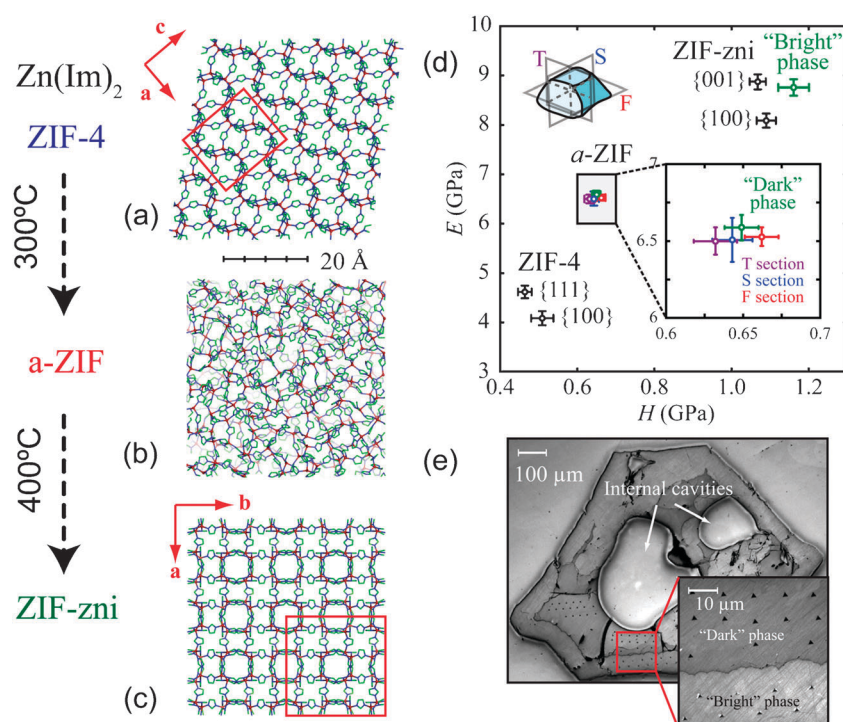 Zn(Im)₂
ZIF-4
300ºC
a-ZIF
400ºC
ZIF-zni
c
a
(a)
20 Å
(b)
b
a
(c)
(d)
9
8
7
6
5
4
3
E (GPa)
0.4
0.6
0.8
1.0
1.2
H (GPa)
T
S
F
ZIF-zni
"Bright"
phase
{001}
{100}
a-ZIF
ZIF-4
{111}
{100}
7
6.5
6
0.6
0.65
0.7
"Dark"
phase
T section
S section
F section
(e)
100 µm
Internal cavities
10 µm
"Dark" phase
"Bright" phase